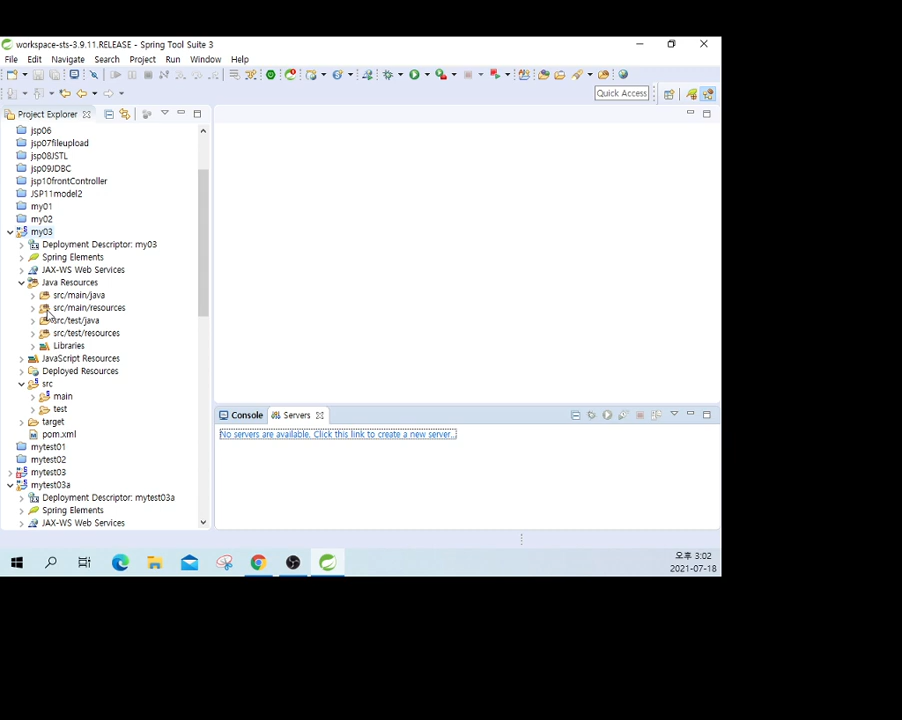 workspace-sts-3.9.11.RELEASE - Spring Tool Suite 3
File Edit Navigate Search Project Run Window Help
Quick Access
Project Explorer
jsp06
jsp07fileupload
jsp08JSTL
jsp09JDBC
jsp10frontController
JSP11model2
my01
my02
my03
Deployment Descriptor: my03
Spring Elements
JAX-WS Web Services
Java Resources
src/main/java
src/main/resources
src/test/java
src/test/resources
Libraries
JavaScript Resources
Deployed Resources
src
main
test
target
pom.xml
mytest01
mytest02
mytest03
mytest03a
Deployment Descriptor: mytest03a
Spring Elements
JAX-WS Web Services
Console Servers
No servers are available. Click this link to create a new server...
오후 3:02
2021-07-18